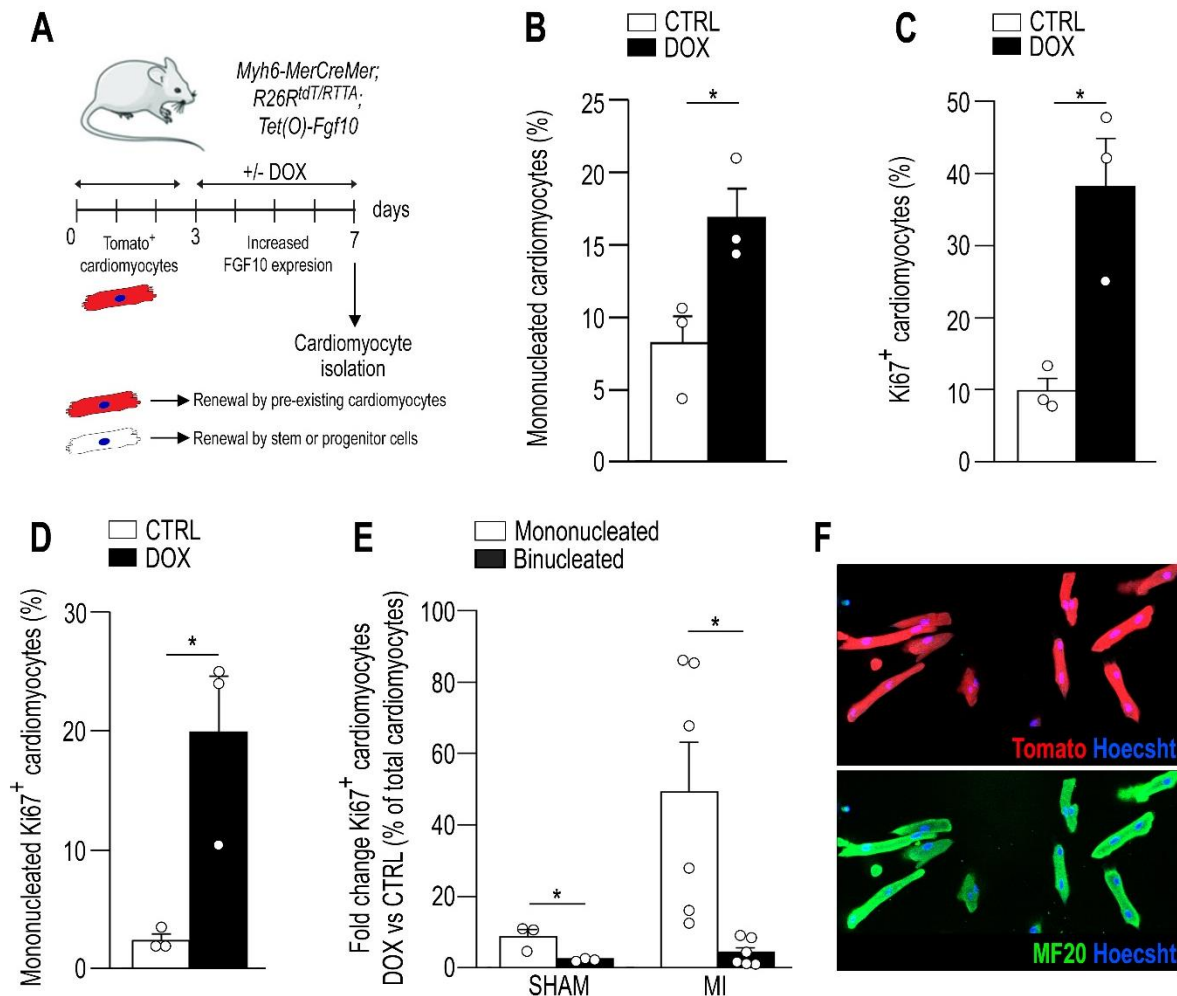 A
Myh6-MerCreMer;
R26R^tdT/RTTA;
Tet(O)-Fgf10
+/- DOX
days
0
3
7
Tomato+
cardiomyocytes
Increased
FGF10 expresion
Cardiomyocyte
isolation
Renewal by pre-existing cardiomyocytes
Renewal by stem or progenitor cells
B
CTRL
DOX
Mononucleated cardiomyocytes (%)
25
20
15
10
5
0
*
C
CTRL
DOX
Ki67+ cardiomyocytes (%)
50
40
30
20
10
0
*
D
CTRL
DOX
Mononucleated Ki67+ cardiomyocytes (%)
30
20
10
0
*
E
Mononucleated
Binucleated
Fold change Ki67+ cardiomyocytes
DOX vs CTRL (% of total cardiomyocytes)
100
80
60
40
20
0
*
*
SHAM
MI
F
Tomato Hoecsht
MF20 Hoecsht